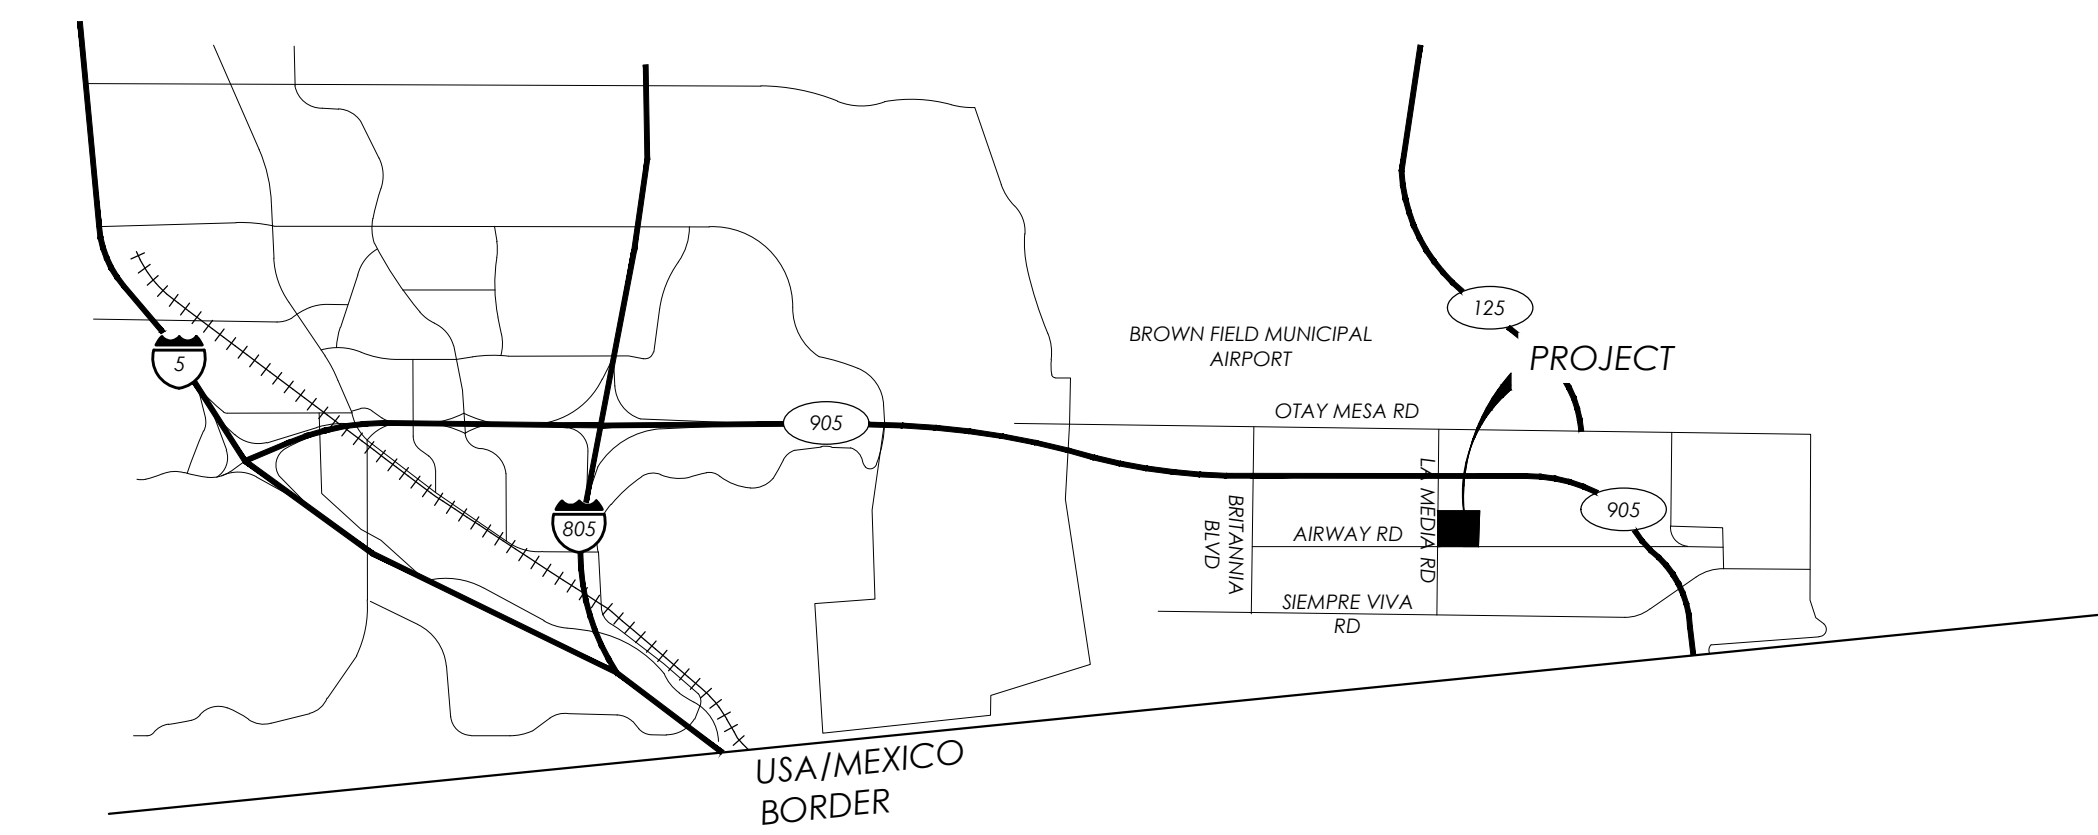 125
BROWN FIELD MUNICIPAL
AIRPORT
PROJECT
5
OTAY MESA RD
905
905
805
LA MEDIA RD
BRITANNIA
BLVD
AIRWAY RD
SIEMPRE VIVA
RD
USA/MEXICO
BORDER